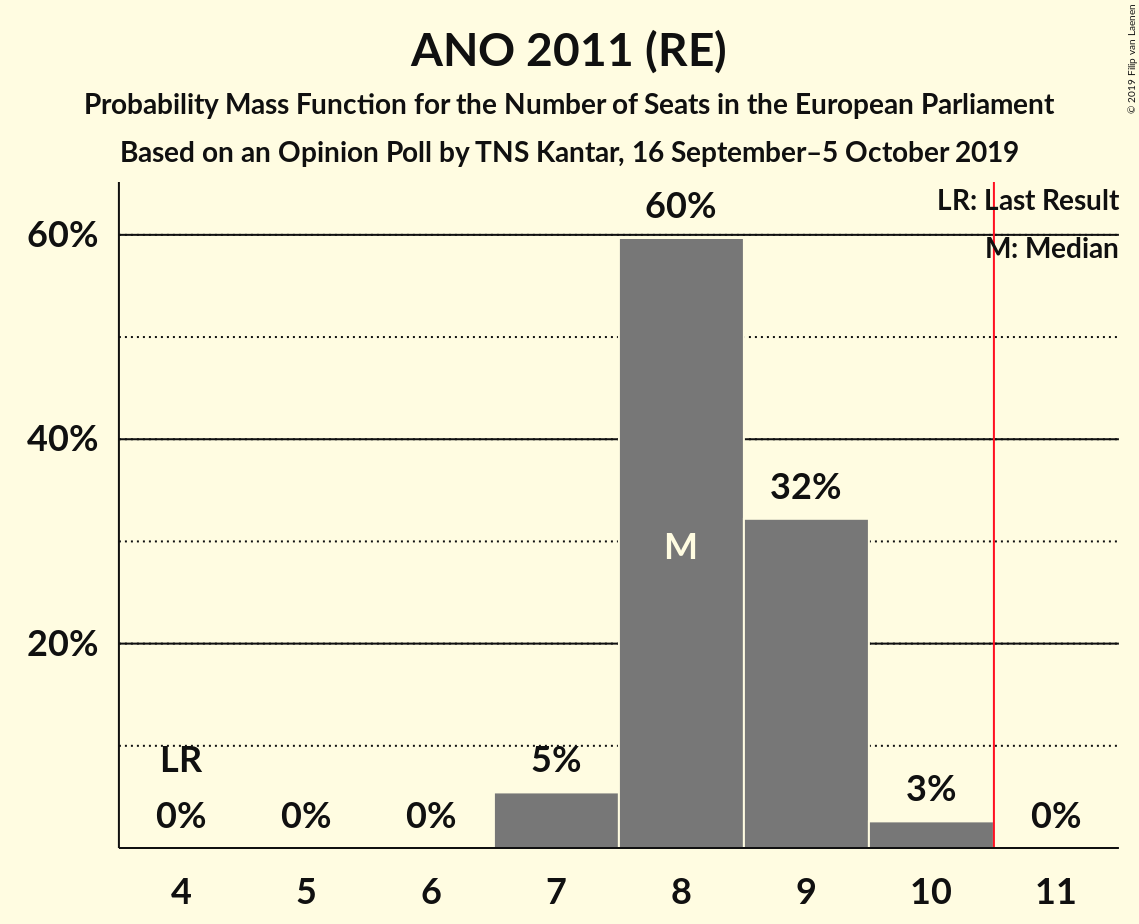 ANO 2011 (RE)
Probability Mass Function for the Number of Seats in the European Parliament
Based on an Opinion Poll by TNS Kantar, 16 September–5 October 2019
© 2019 Filip van Laenen
LR: Last Result
M: Median
60%
40%
20%
60%
32%
M
LR
5%
3%
0%
0%
0%
0%
4 5 6 7 8 9 10 11